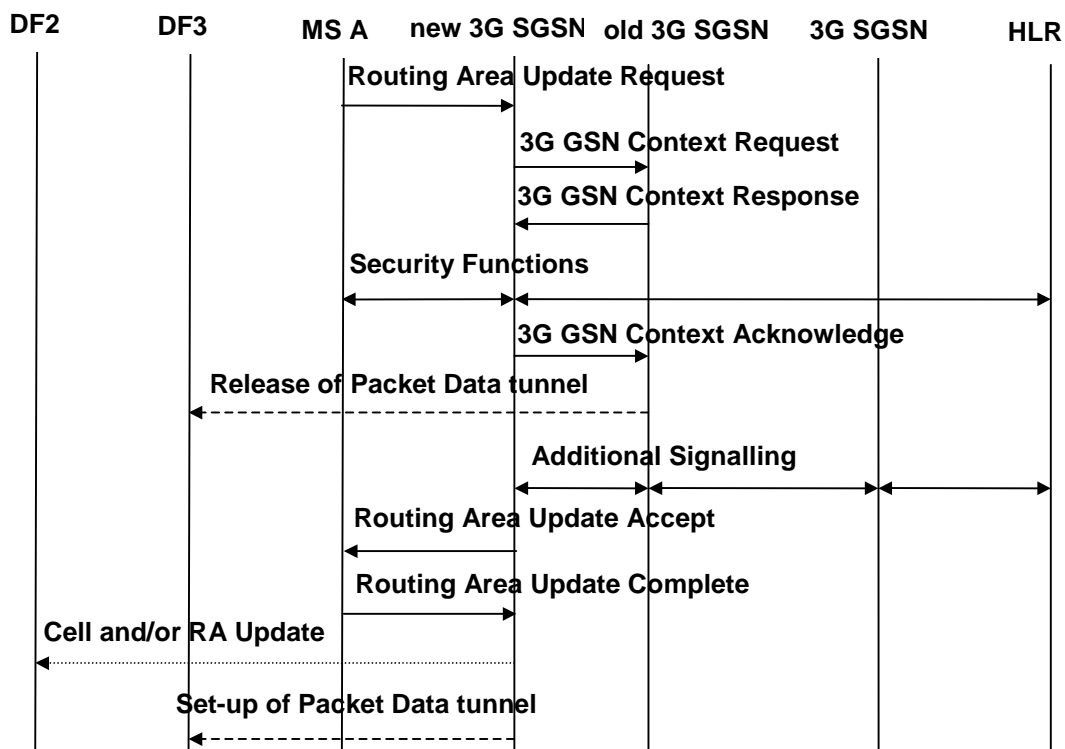 DF2
DF3
MS A
new 3G SGSN
old 3G SGSN
3G SGSN
HLR
Routing Area Update Request
3G GSN Context Request
3G GSN Context Response
Security Functions
3G GSN Context Acknowledge
Release of Packet Data tunnel
Additional Signalling
Routing Area Update Accept
Routing Area Update Complete
Cell and/or RA Update
Set-up of Packet Data tunnel